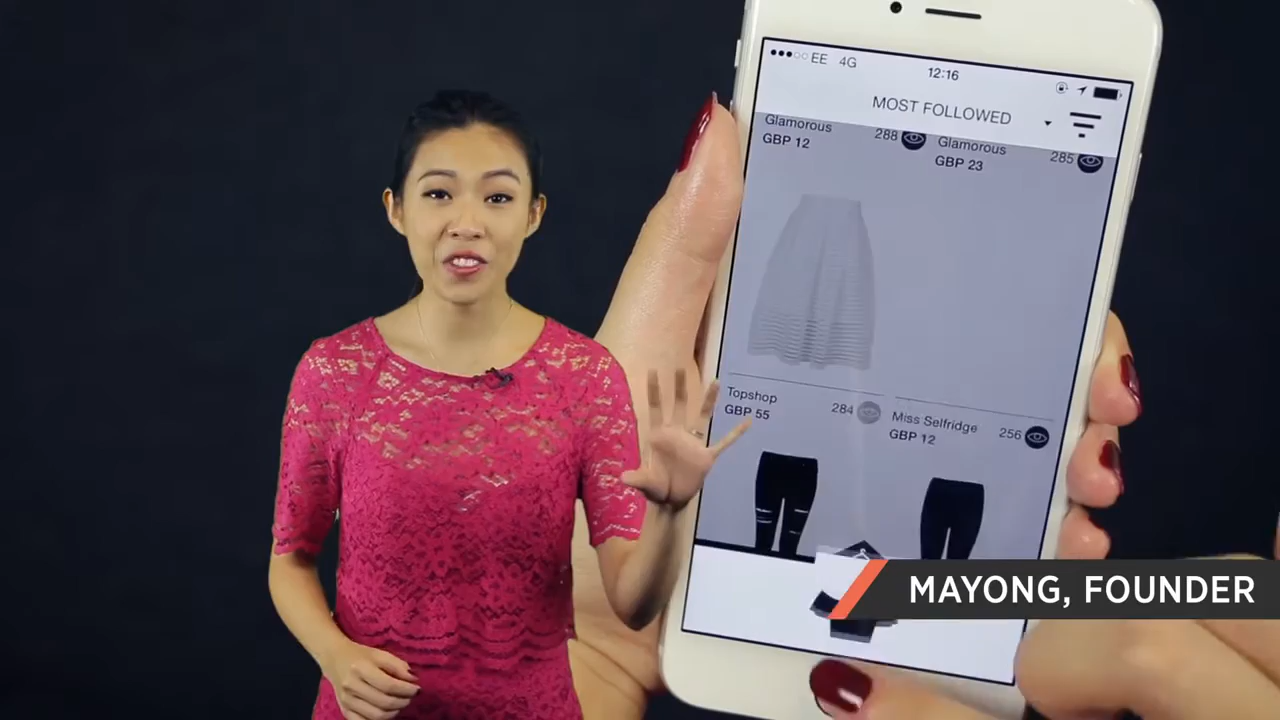 EE 4G
12:16
MOST FOLLOWED
Glamorous
GBP 12
288
Glamorous
GBP 23
285
Topshop
GBP 55
284
Miss Selfridge
GBP 12
256
MAYONG, FOUNDER